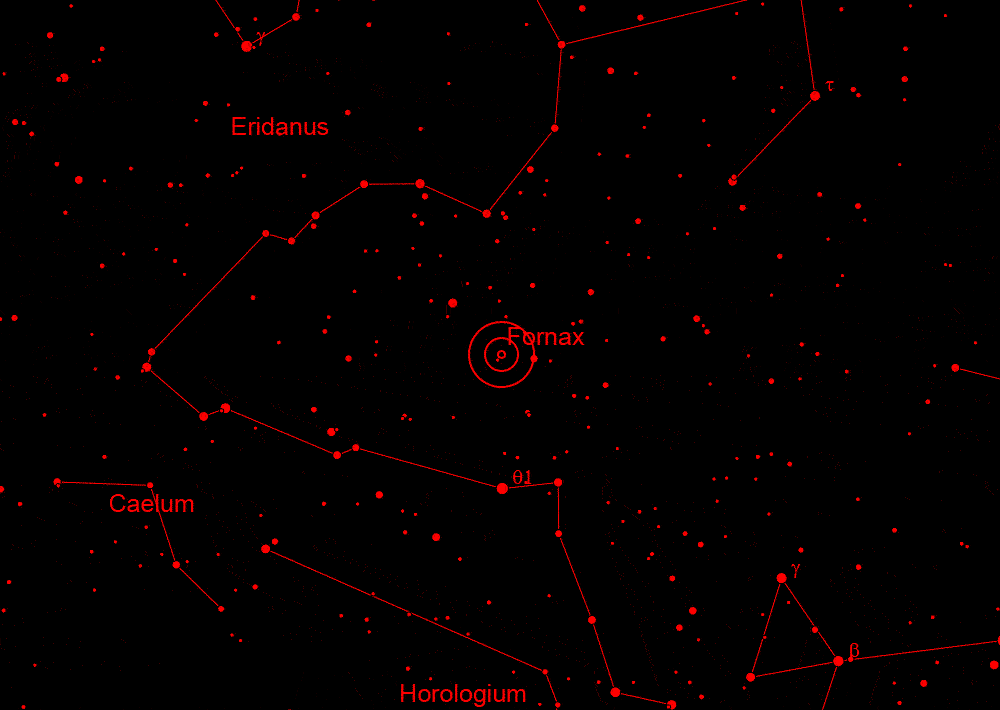 γ
τ
Eridanus
Fornax
θ1
Caelum
γ
β
Horologium